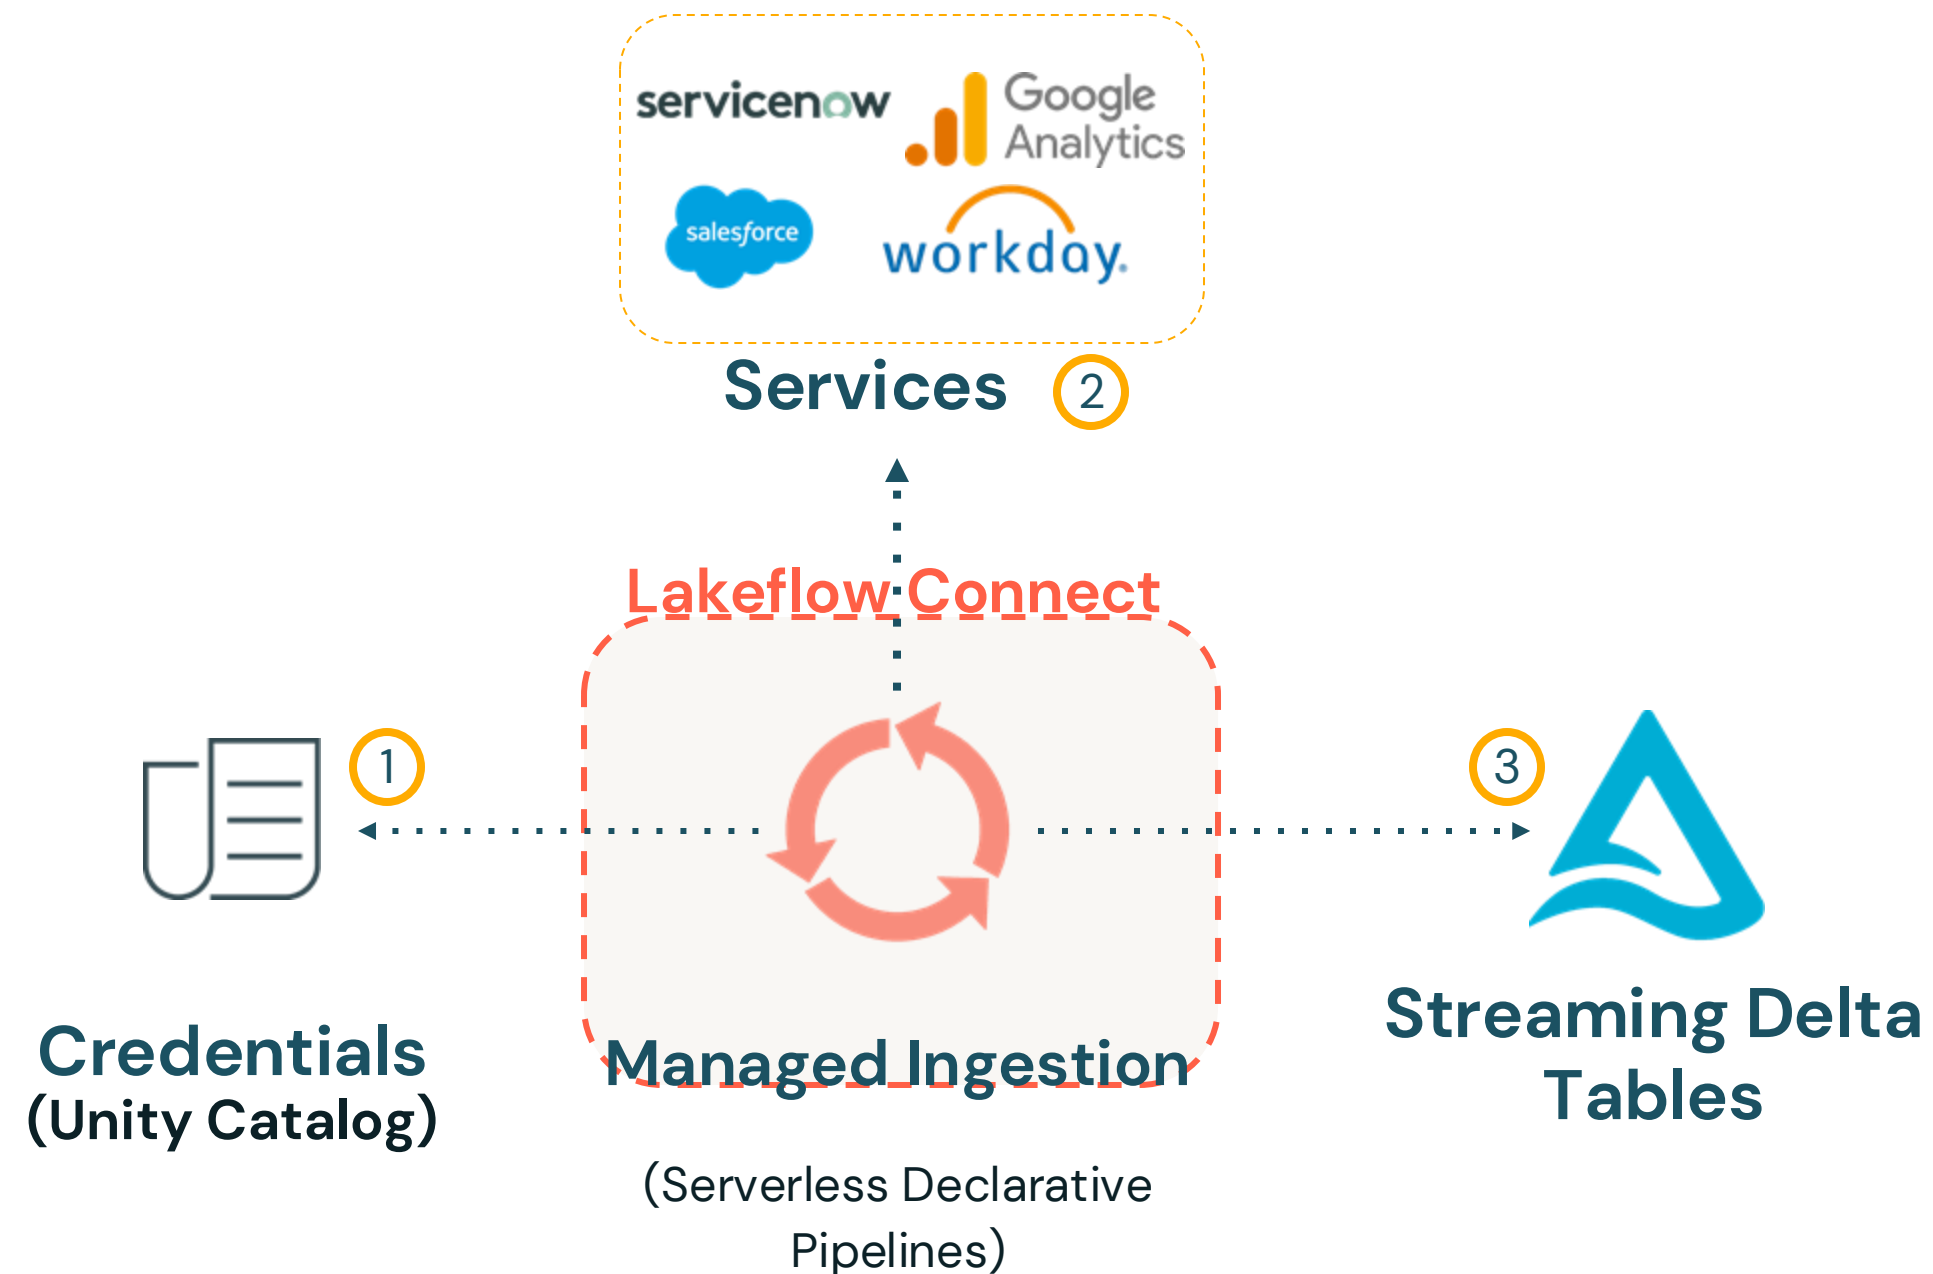 servicenow
Google
Analytics
salesforce
workday.
Services
2
Lakeflow Connect
1
3
Managed Ingestion
(Serverless Declarative
Pipelines)
Credentials
(Unity Catalog)
Streaming Delta
Tables